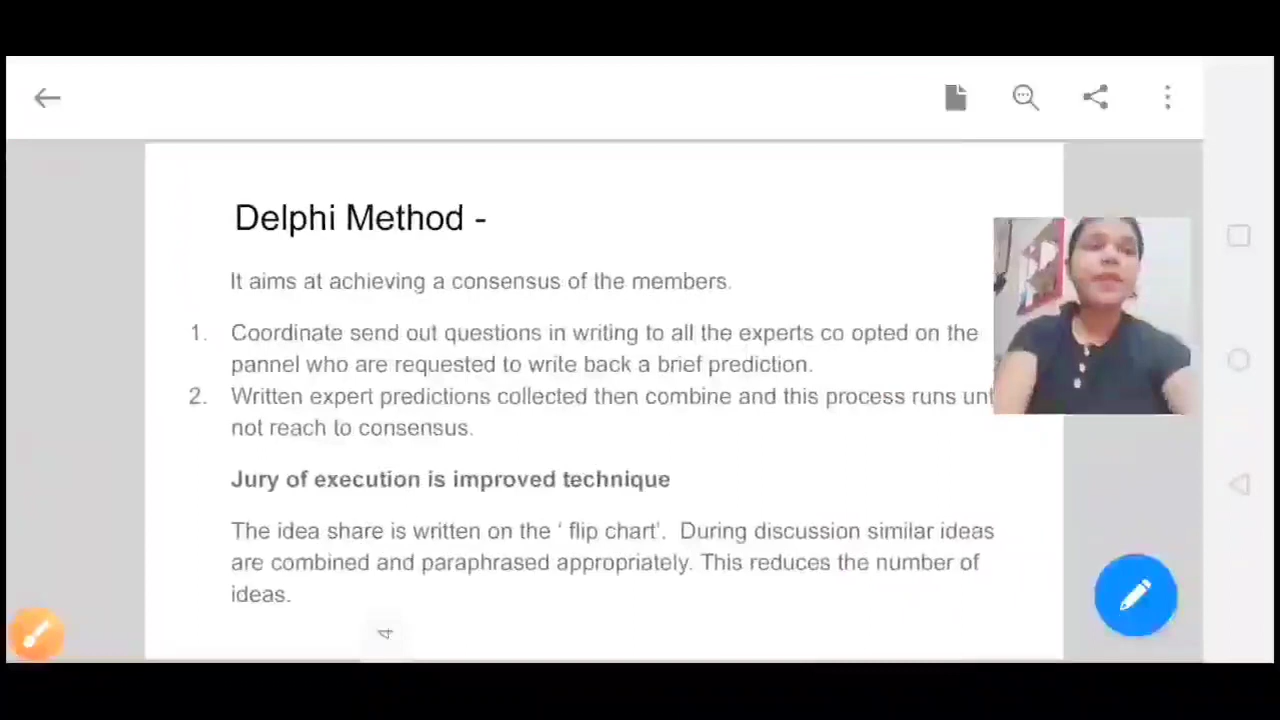 Delphi Method -
It aims at achieving a consensus of the members.
1. Coordinate send out questions in writing to all the experts co opted on the
pannel who are requested to write back a brief prediction.
2. Written expert predictions collected then combine and this process runs
not reach to consensus.
Jury of execution is improved technique
The idea share is written on the ‘ flip chart’. During discussion similar ideas
are combined and paraphrased appropriately. This reduces the number of
ideas.
4